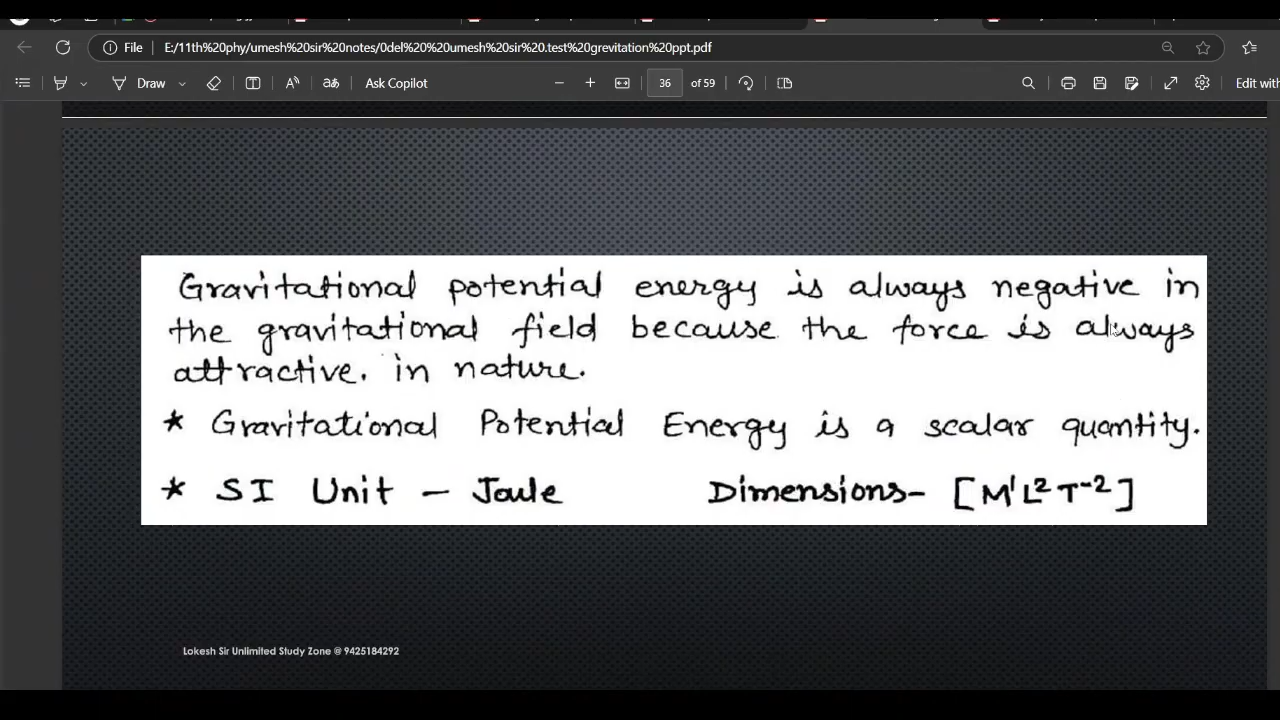 File E:/11th%20phy/umesh%20sir%20notes/0del%20%20umesh%20sir%20.test%20grevitation%20ppt.pdf
Draw Ask Copilot 36 of 59 Edit with
Gravitational potential energy is always negative in
the gravitational field because the force is always
attractive. in nature.
* Gravitational Potential Energy is a scalar quantity.
* SI Unit – Joule Dimensions– [M¹L²T⁻²]
Lokesh Sir Unlimited Study Zone @ 9425184292